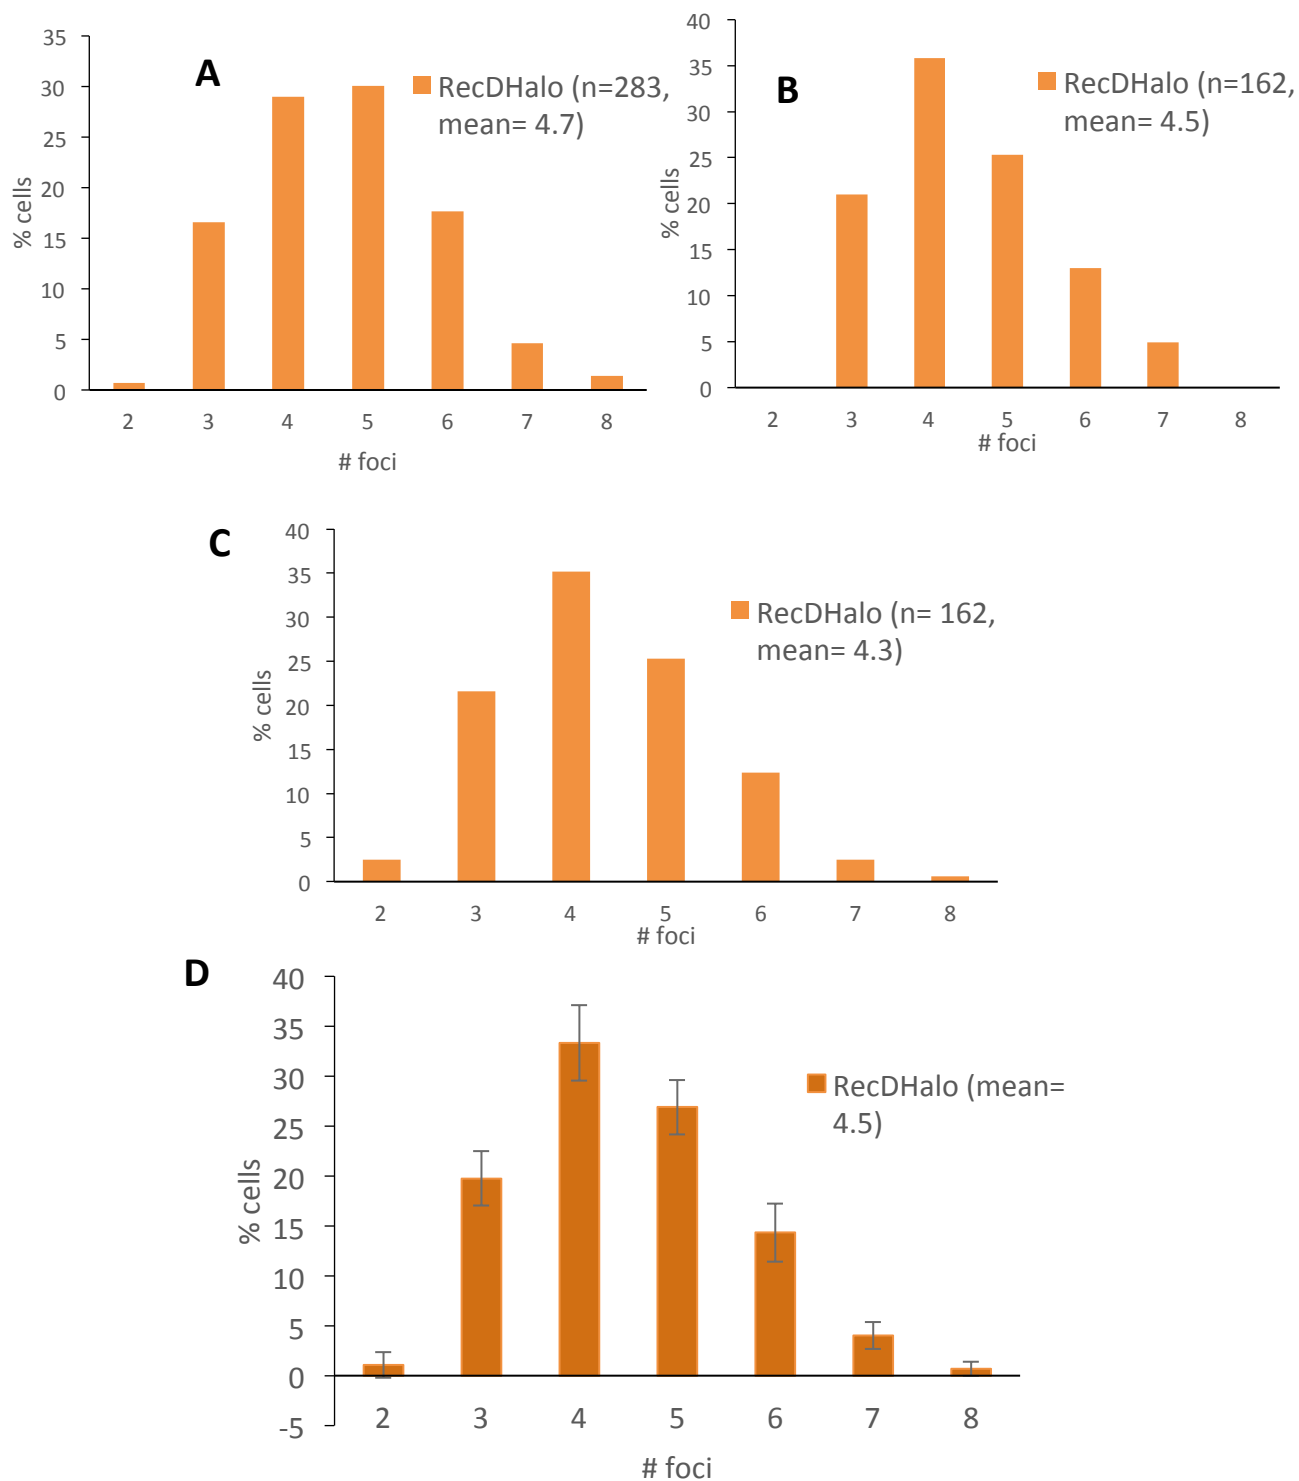 A
RecDHalo (n=283,
mean= 4.7)
% cells
35
30
25
20
15
10
5
0
2 3 4 5 6 7 8
# foci
B
RecDHalo (n=162,
mean= 4.5)
% cells
40
35
30
25
20
15
10
5
0
2 3 4 5 6 7 8
# foci
C
RecDHalo (n= 162,
mean= 4.3)
% cells
40
35
30
25
20
15
10
5
0
2 3 4 5 6 7 8
# foci
D
RecDHalo (mean=
4.5)
% cells
40
35
30
25
20
15
10
5
0
-5
2 3 4 5 6 7 8
# foci